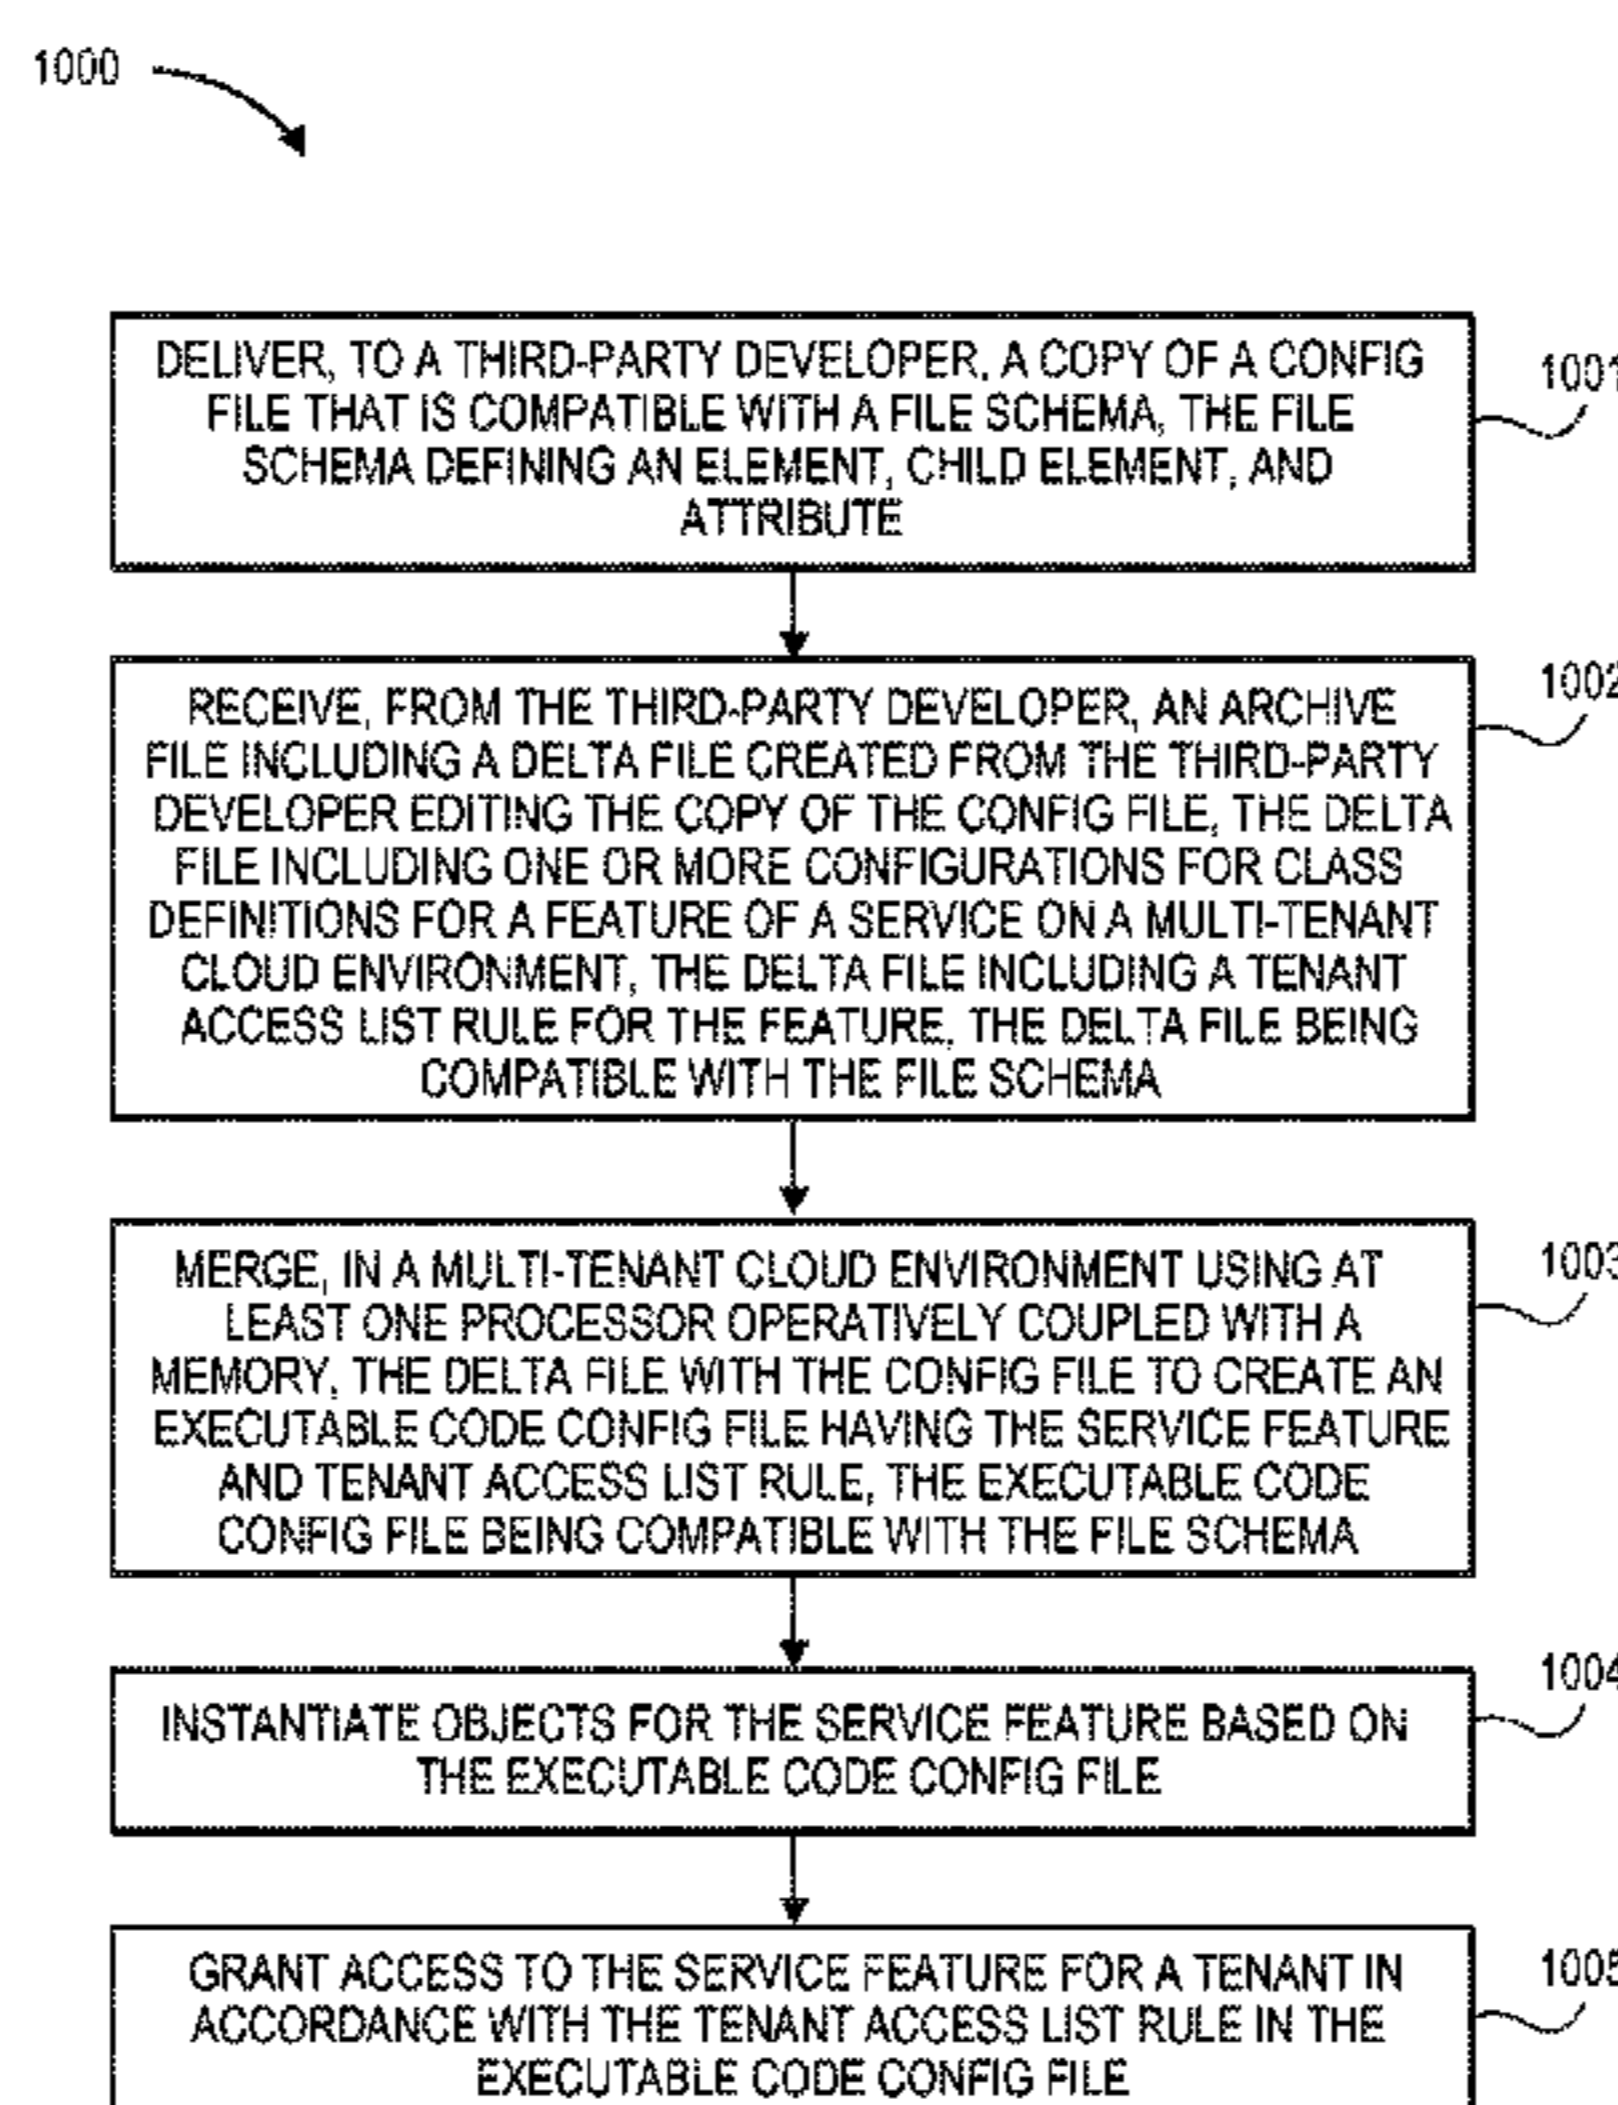 1000
DELIVER, TO A THIRD-PARTY DEVELOPER, A COPY OF A CONFIG
FILE THAT IS COMPATIBLE WITH A FILE SCHEMA, THE FILE
SCHEMA DEFINING AN ELEMENT, CHILD ELEMENT, AND
ATTRIBUTE
1001
RECEIVE, FROM THE THIRD-PARTY DEVELOPER, AN ARCHIVE
FILE INCLUDING A DELTA FILE CREATED FROM THE THIRD-PARTY
DEVELOPER EDITING THE COPY OF THE CONFIG FILE, THE DELTA
FILE INCLUDING ONE OR MORE CONFIGURATIONS FOR CLASS
DEFINITIONS FOR A FEATURE OF A SERVICE ON A MULTI-TENANT
CLOUD ENVIRONMENT, THE DELTA FILE INCLUDING A TENANT
ACCESS LIST RULE FOR THE FEATURE, THE DELTA FILE BEING
COMPATIBLE WITH THE FILE SCHEMA
1002
MERGE, IN A MULTI-TENANT CLOUD ENVIRONMENT USING AT
LEAST ONE PROCESSOR OPERATIVELY COUPLED WITH A
MEMORY, THE DELTA FILE WITH THE CONFIG FILE TO CREATE AN
EXECUTABLE CODE CONFIG FILE HAVING THE SERVICE FEATURE
AND TENANT ACCESS LIST RULE, THE EXECUTABLE CODE
CONFIG FILE BEING COMPATIBLE WITH THE FILE SCHEMA
1003
INSTANTIATE OBJECTS FOR THE SERVICE FEATURE BASED ON
THE EXECUTABLE CODE CONFIG FILE
1004
GRANT ACCESS TO THE SERVICE FEATURE FOR A TENANT IN
ACCORDANCE WITH THE TENANT ACCESS LIST RULE IN THE
EXECUTABLE CODE CONFIG FILE
1005